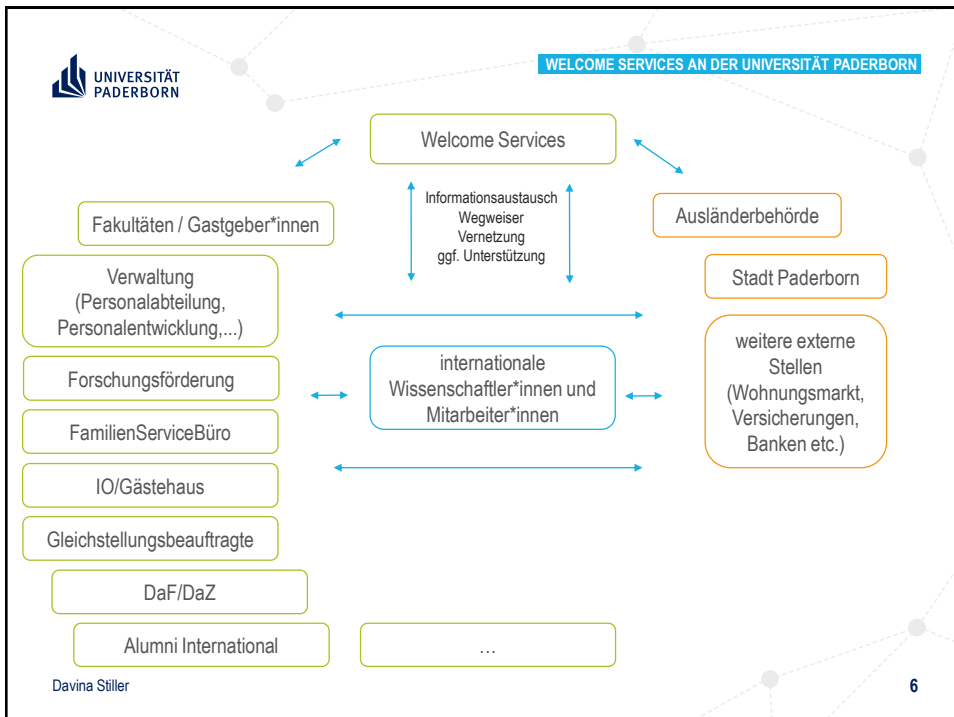 UNIVERSITÄT
PADERBORN
WELCOME SERVICES AN DER UNIVERSITÄT PADERBORN
Welcome Services
Informationsaustausch
Wegweiser
Vernetzung
ggf. Unterstützung
Fakultäten / Gastgeber*innen
Verwaltung
(Personalabteilung,
Personalentwicklung,...)
Forschungsförderung
FamilienServiceBüro
IO/Gästehaus
Gleichstellungsbeauftragte
DaF/DaZ
Alumni International
…
internationale
Wissenschaftler*innen und
Mitarbeiter*innen
Ausländerbehörde
Stadt Paderborn
weitere externe
Stellen
(Wohnungsmarkt,
Versicherungen,
Banken etc.)
Davina Stiller
6